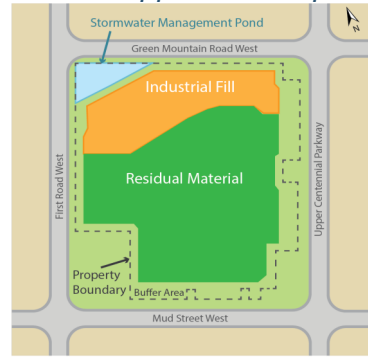 Stormwater Management Pond
Green Mountain Road West
N
Industrial Fill
Residual Material
First Road West
Upper Centennial Parkway
Property
Boundary
Buffer Area
Mud Street West